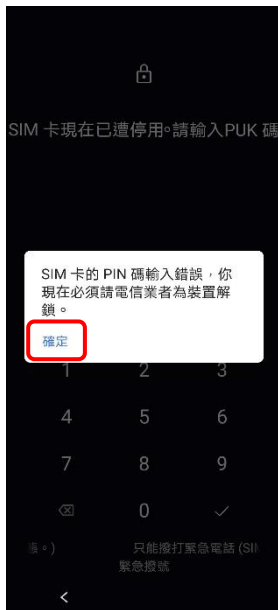 SIM 卡現在已遭停用。請輸入PUK 碼
SIM 卡的 PIN 碼輸入錯誤，你
現在必須請電信業者為裝置解
鎖。
確定
1 2 3
4 5 6
7 8 9
0
。) 只能撥打緊急電話 (SI
緊急撥號